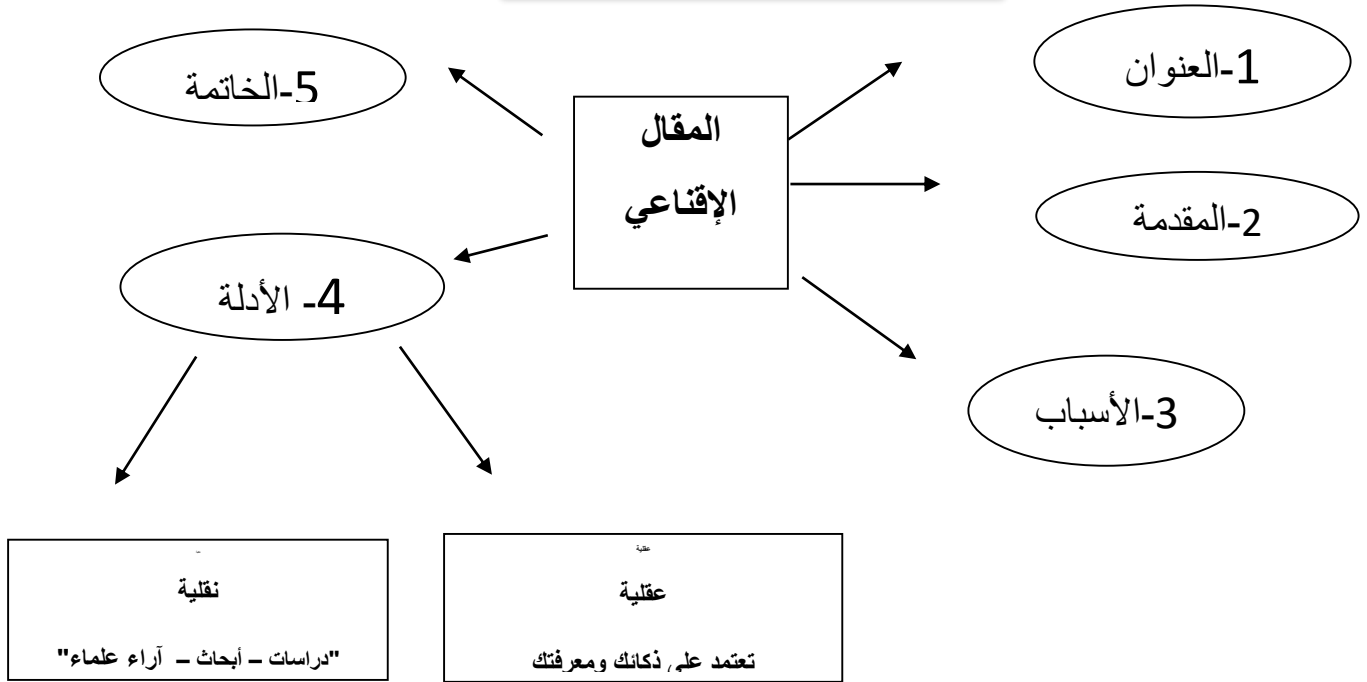 المقال
الإقناعي
1-العنوان
2-المقدمة
3-الأسباب
4- الأدلة
5-الخاتمة
عقلية
عقلية
تعتمد على ذكائك ومعرفتك
نقلية
"دراسات – أبحاث – آراء علماء"